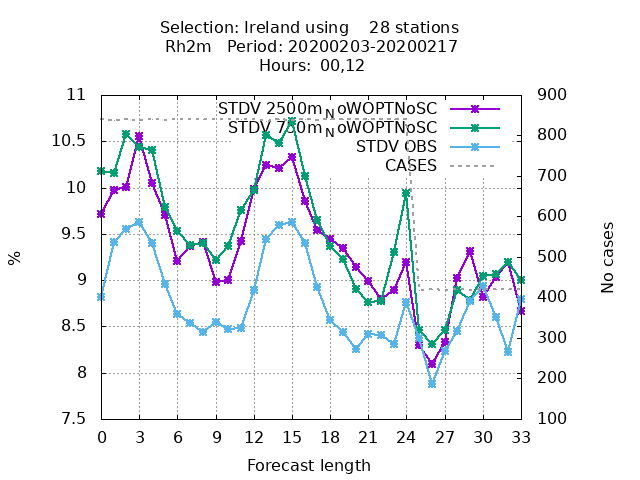 Selection: Ireland using    28 stations
Rh2m   Period: 20200203-20200217
Hours:  00,12
STDV 2500m_NoWOPTNoSC
STDV 750m_NoWOPTNoSC
STDV OBS
CASES
11
10.5
10
9.5
9
8.5
8
7.5
%
900
800
700
600
500
400
300
200
100
No cases
0 3 6 9 12 15 18 21 24 27 30 33
Forecast length